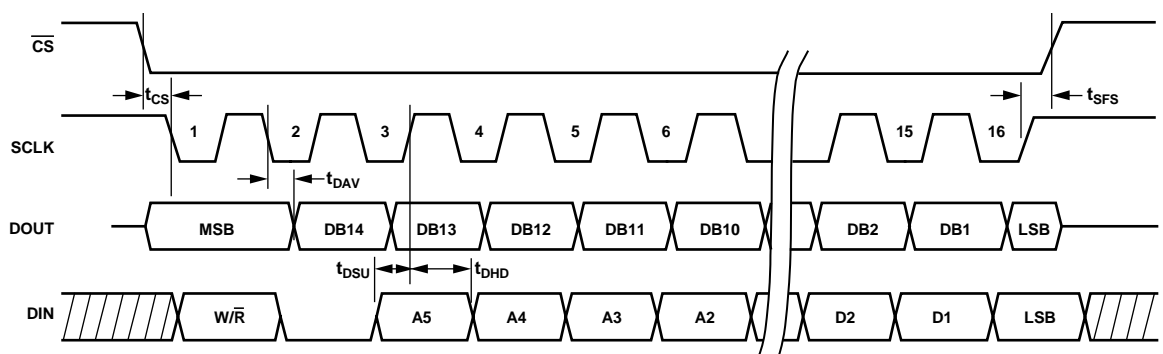 CS
tCS
tSFS
1 2 3 4 5 6 15 16
SCLK
tDAV
DOUT MSB DB14 DB13 DB12 DB11 DB10 DB2 DB1 LSB
tDSU tDHD
DIN W/R A5 A4 A3 A2 D2 D1 LSB